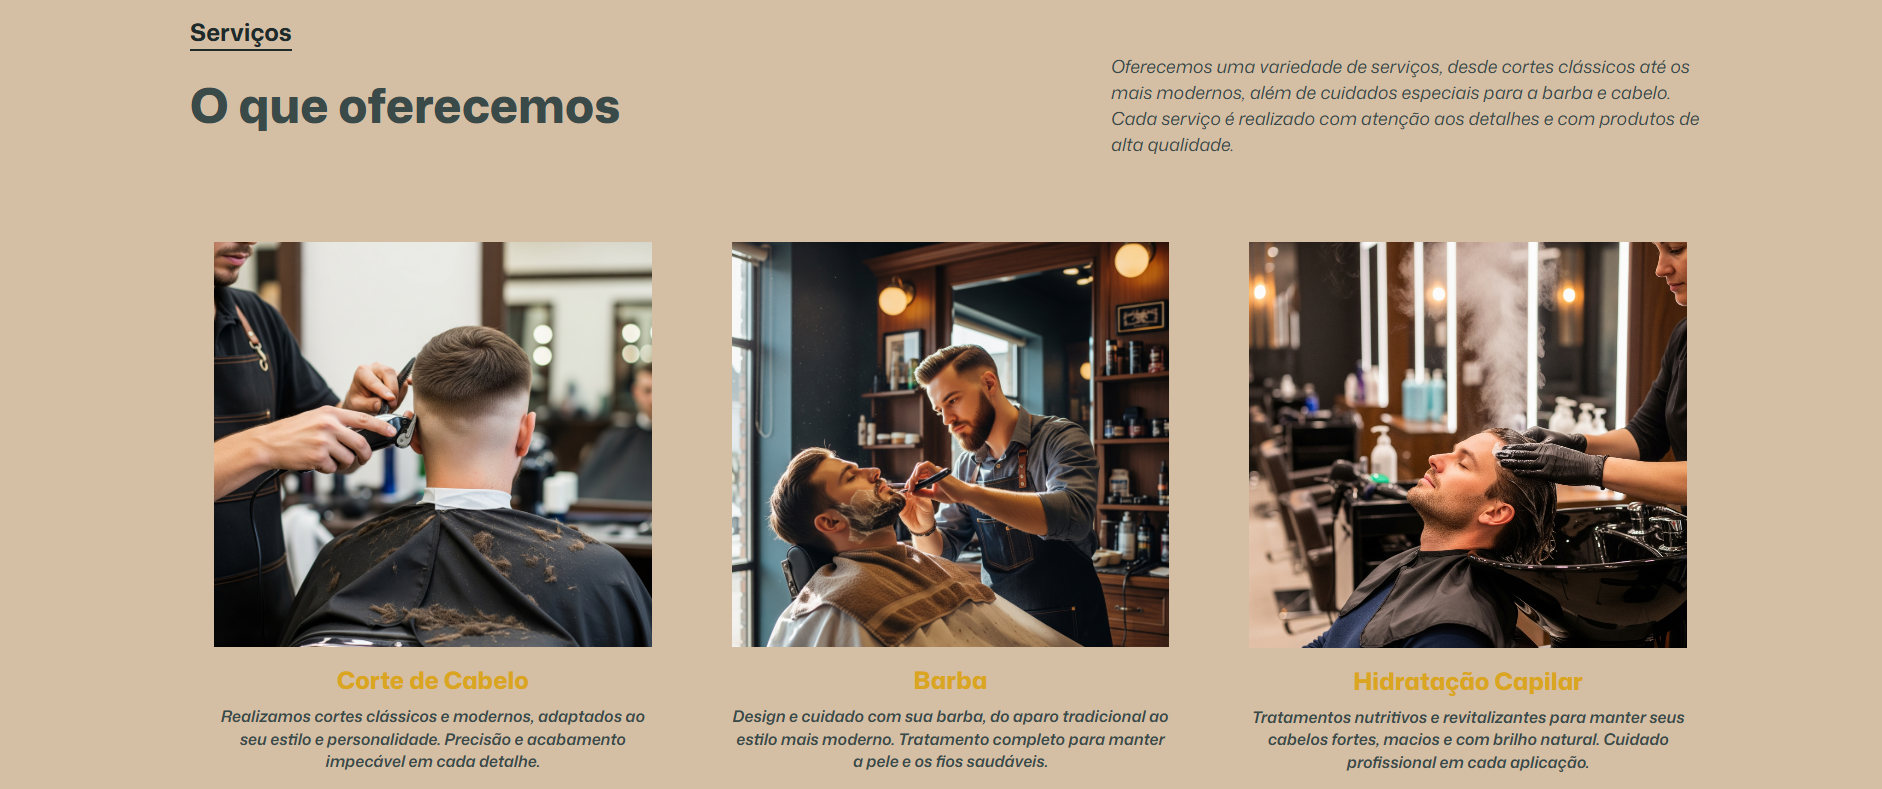 Serviços
O que oferecemos
Oferecemos uma variedade de serviços, desde cortes clássicos até os
mais modernos, além de cuidados especiais para a barba e cabelo.
Cada serviço é realizado com atenção aos detalhes e com produtos de
alta qualidade.
Corte de Cabelo
Realizamos cortes clássicos e modernos, adaptados ao
seu estilo e personalidade. Precisão e acabamento
impecável em cada detalhe.
Barba
Design e cuidado com sua barba, do aparo tradicional ao
estilo mais moderno. Tratamento completo para manter
a pele e os fios saudáveis.
Hidratação Capilar
Tratamentos nutritivos e revitalizantes para manter seus
cabelos fortes, macios e com brilho natural. Cuidado
profissional em cada aplicação.